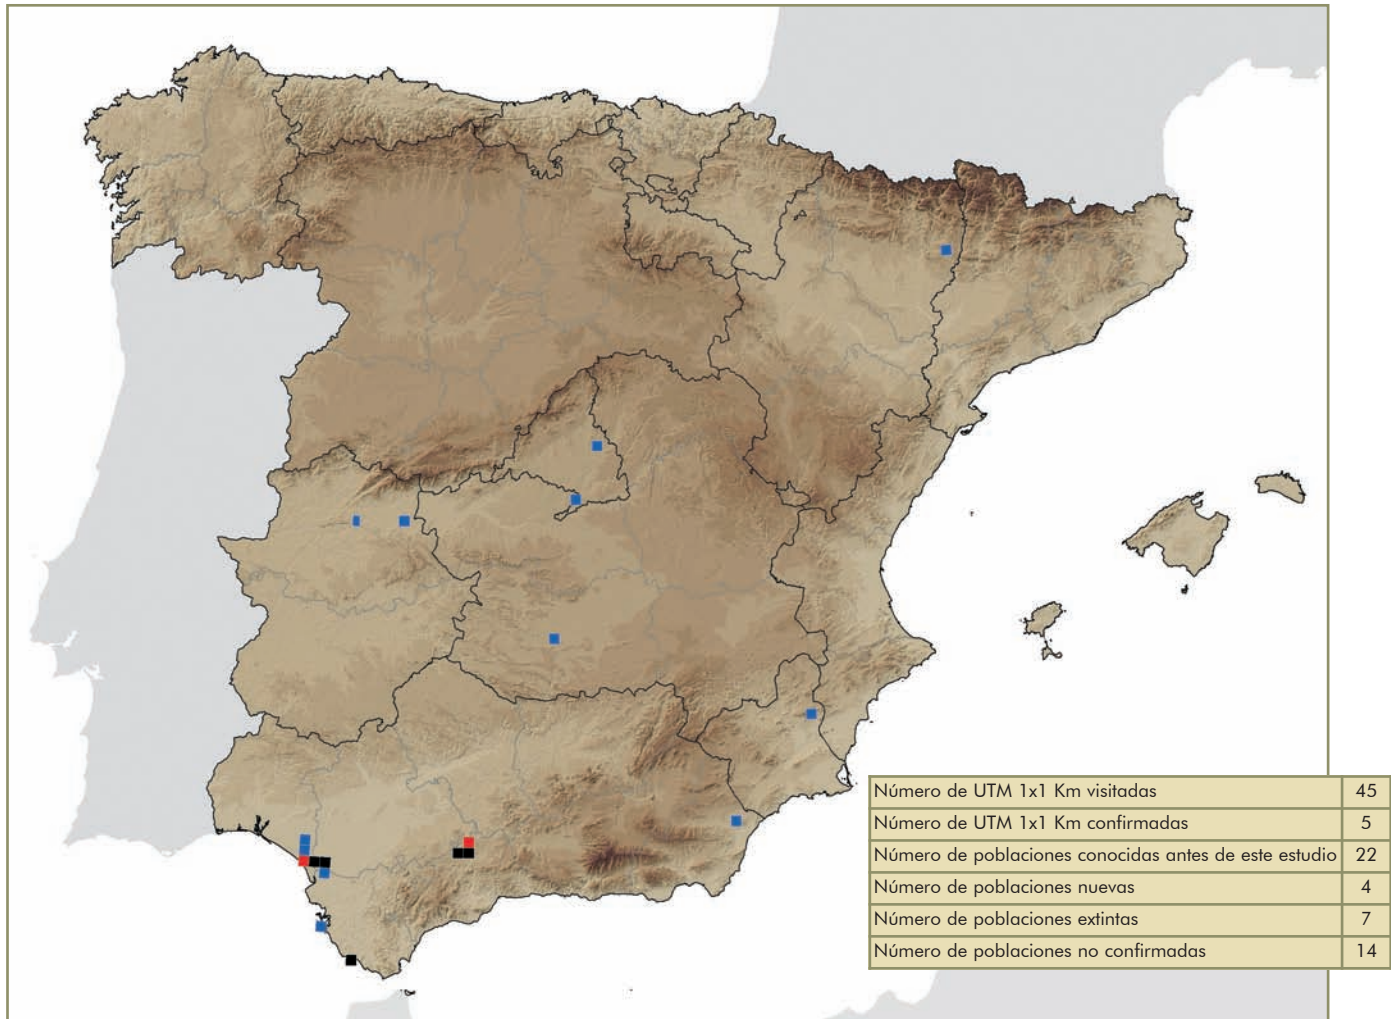 Número de UTM 1x1 Km visitadas 45
Número de UTM 1x1 Km confirmadas 5
Número de poblaciones conocidas antes de este estudio 22
Número de poblaciones nuevas 4
Número de poblaciones extintas 7
Número de poblaciones no confirmadas 14